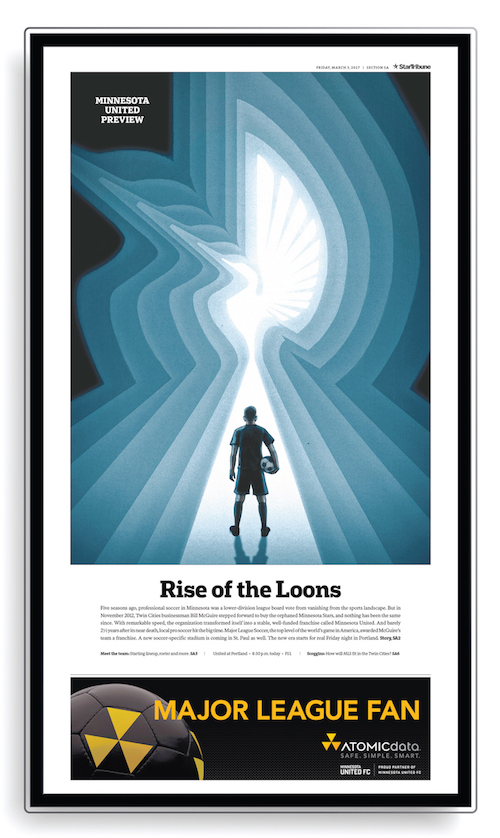 FRIDAY, MARCH 3, 2017 | SECTION SA
StarTribune
MINNESOTA
UNITED
PREVIEW
Rise of the Loons
Five seasons ago, professional soccer in Minnesota was a lower-division league board vote from vanishing from the sports landscape. But in
November 2012, Twin Cities businessman Bill McGuire stepped forward to buy the orphaned Minnesota Stars, and nothing has been the same
since. With remarkable speed, the organization transformed itself into a stable, well-funded franchise called Minnesota United. And barely
2½ years after its near death, local pro soccer hit the big time. Major League Soccer, the top level of the world's game in America, awarded McGuire's
team a franchise. A new soccer-specific stadium is coming in St. Paul as well. The new era starts for real Friday night in Portland. Story, SA2
Meet the team: Starting lineup, roster and more. SA3 | United at Portland • 8:30 p.m. today • FS1 | Scoggins: How will MLS fit in the Twin Cities? SA6
MAJOR LEAGUE FAN
ATOMICdata
SAFE. SIMPLE. SMART.
MINNESOTA
UNITED FC
PROUD PARTNER OF
MINNESOTA UNITED FC